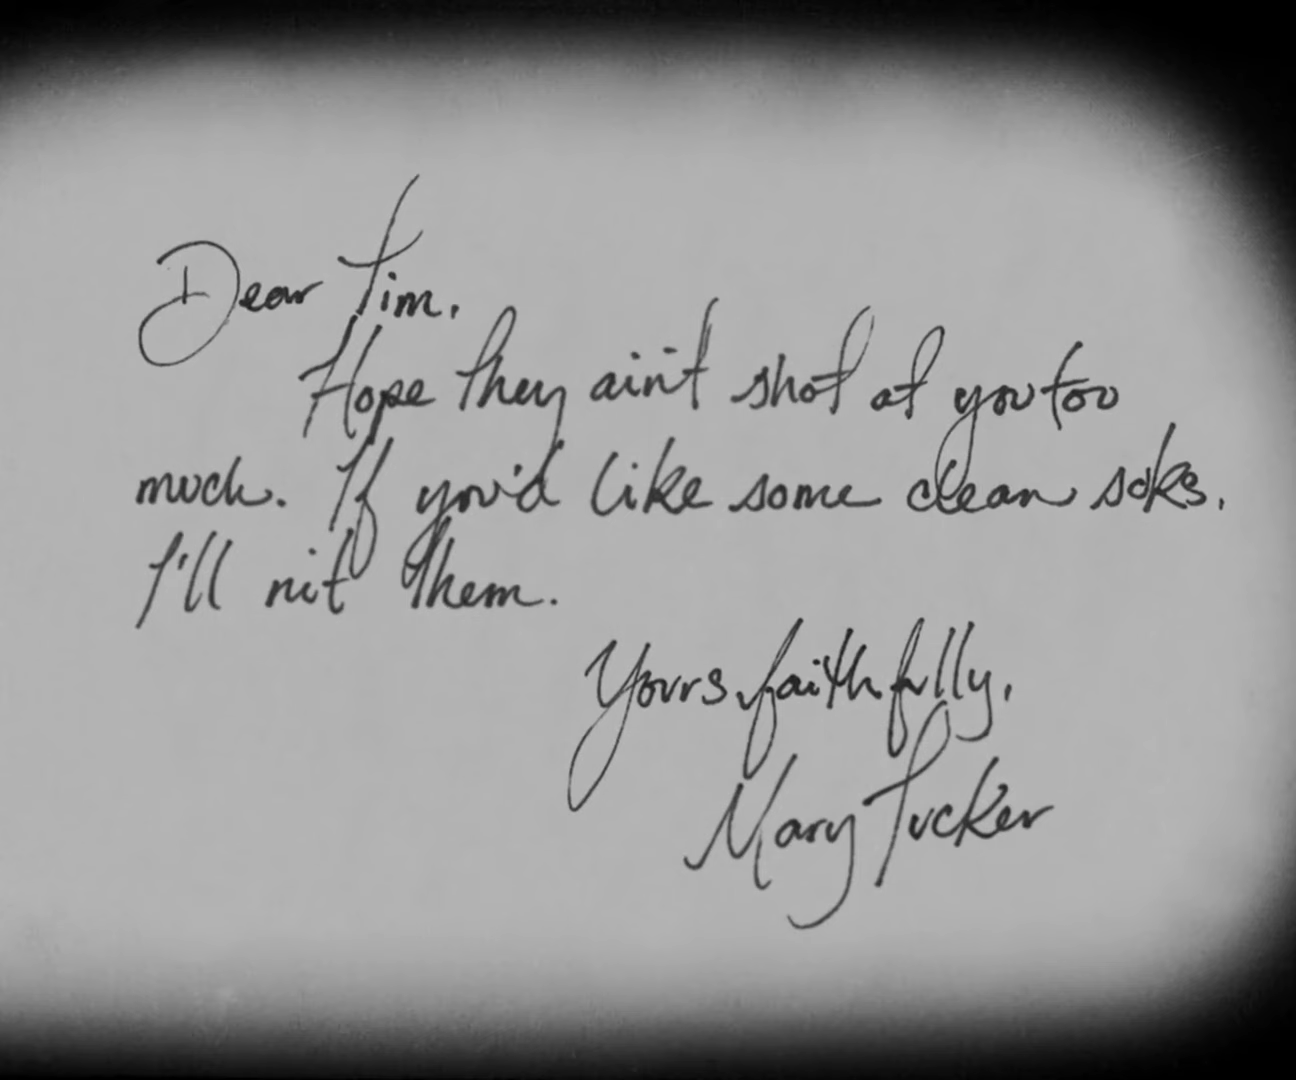 Dear Tim.
Hope they ain't shot at you too
much. If you'd like some clean soks.
I'll nit them.
Yours faithfully,
Mary Tucker